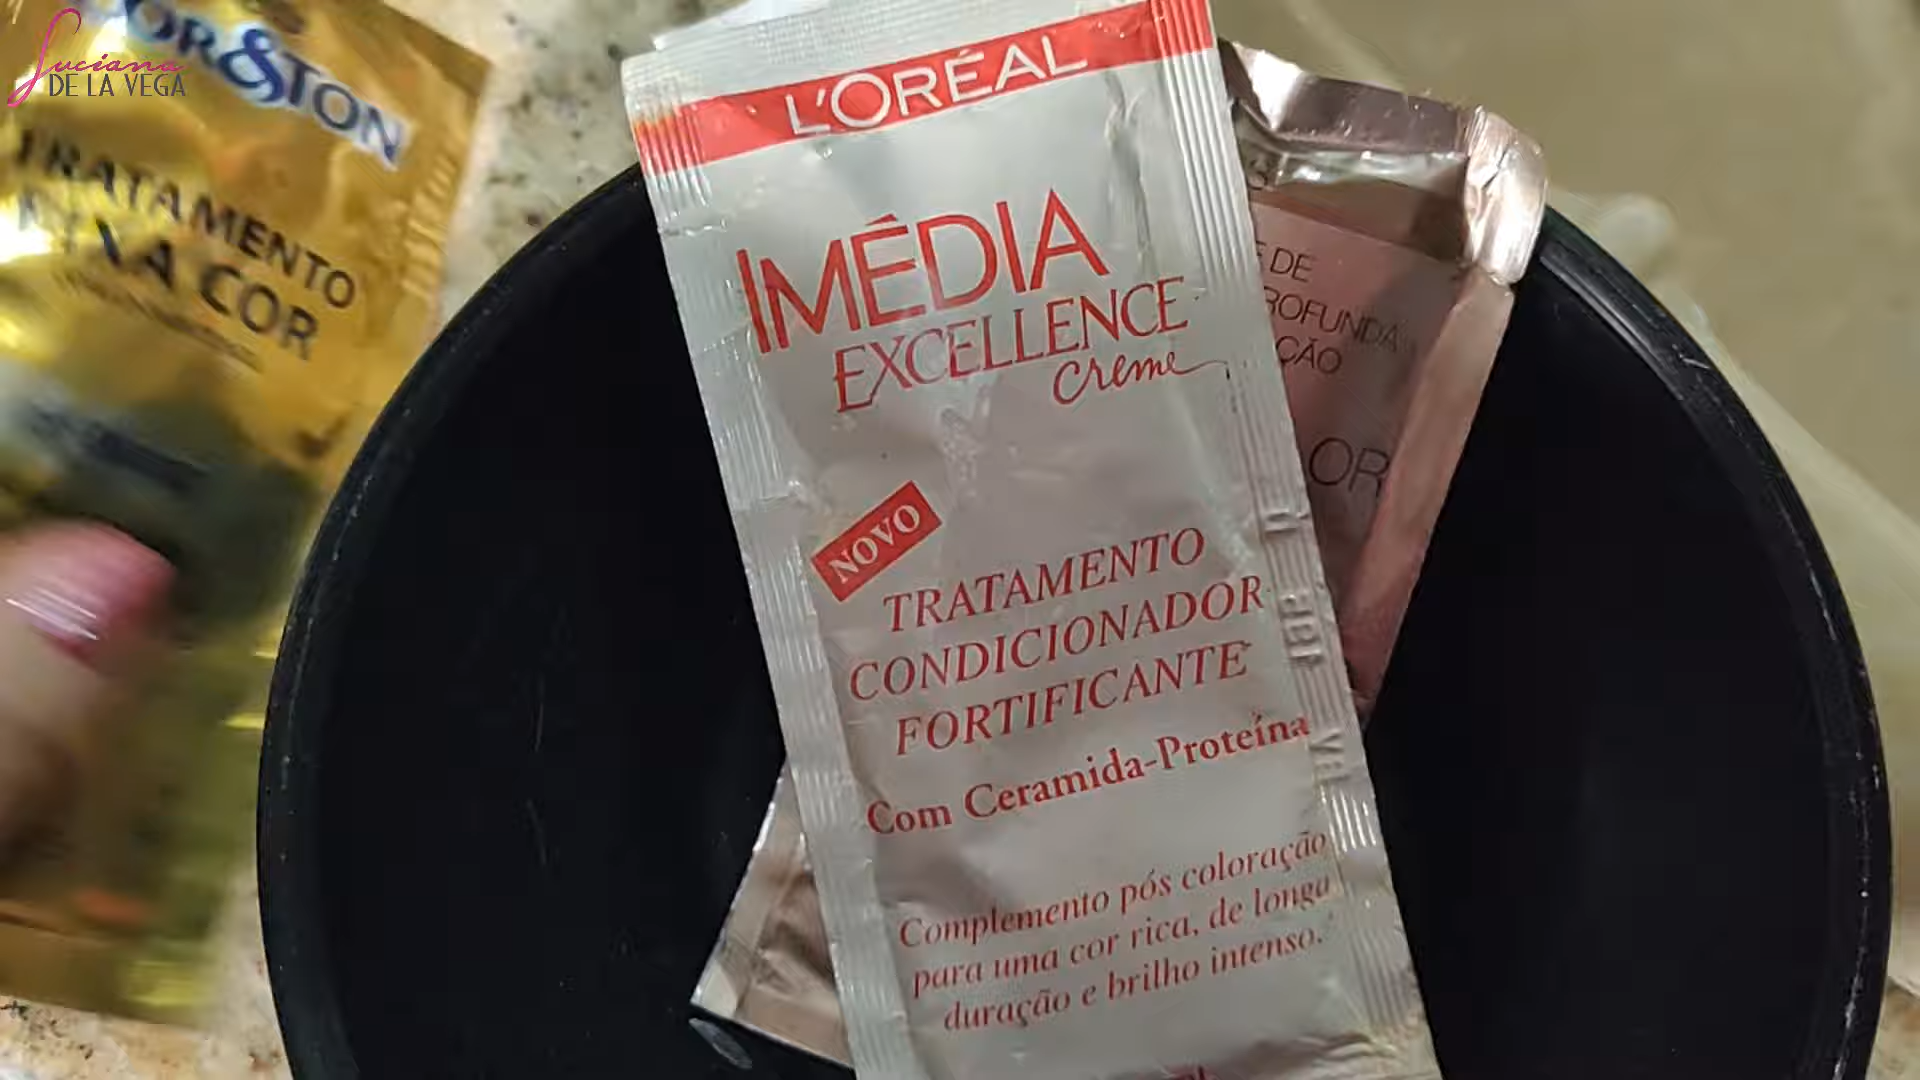 Luciana
DE LA VEGA
OR&TON
TRATAMENTO
FIXA COR
L'ORÉAL
IMÉDIA
EXCELLENCE
creme
NOVO
TRATAMENTO
CONDICIONADOR
FORTIFICANTE
Com Ceramida-Proteína
Complemento pós coloração
para uma cor rica, de longa
duração e brilho intenso.
DE
ROFUNDA
ÇÃO
OR